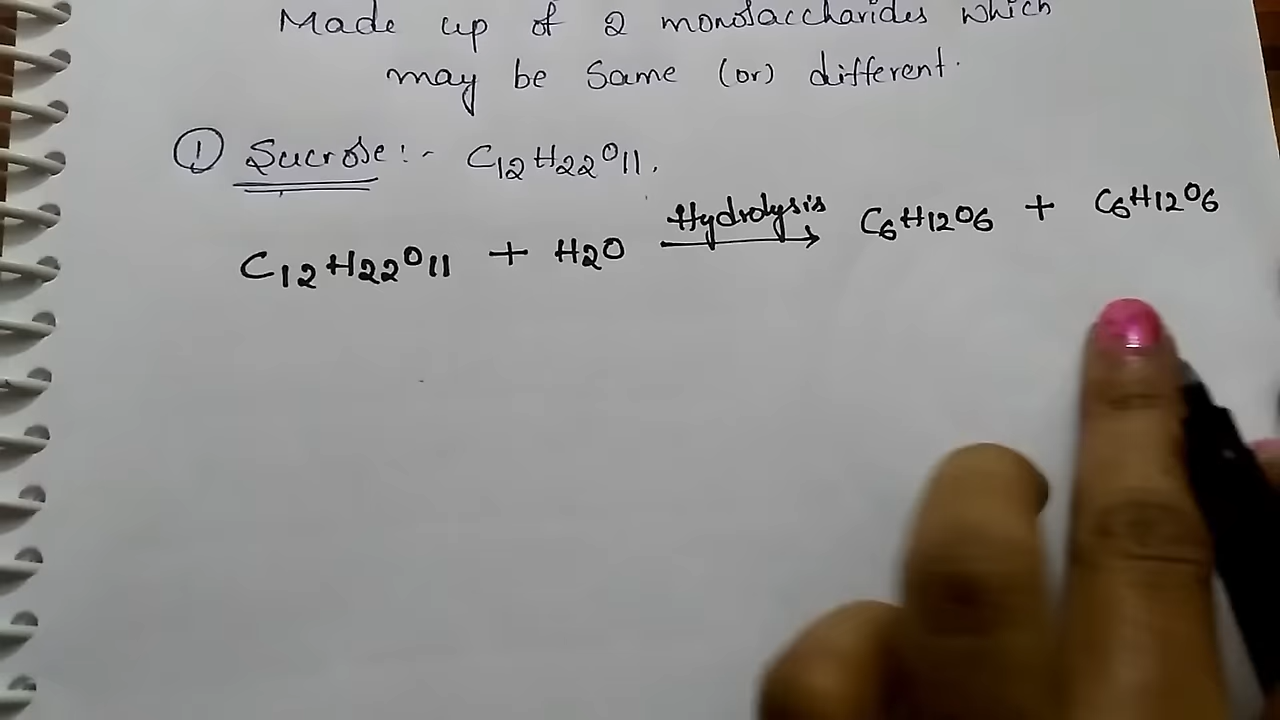 Made up of 2 monosaccharides which
may be Same (or) different.
① Sucrose :- C12H22O11.
C12H22O11 + H2O Hydrolysis → C6H12O6 + C6H12O6